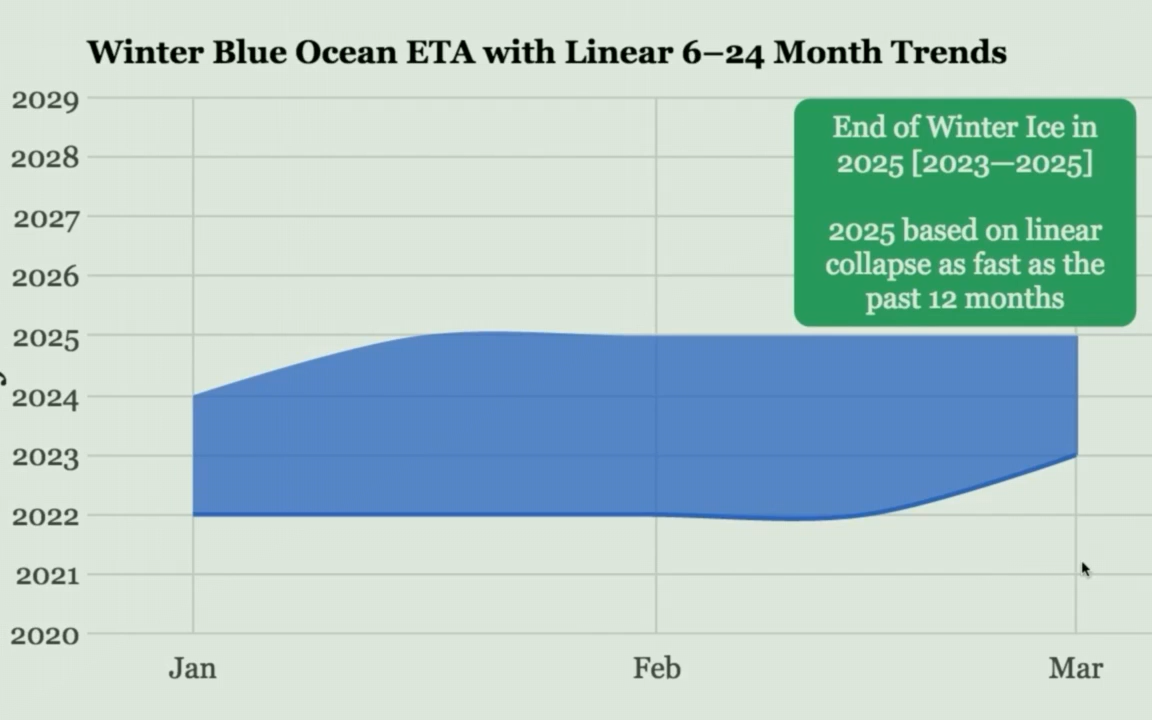 Winter Blue Ocean ETA with Linear 6–24 Month Trends
2029
2028
2027
2026
2025
2024
2023
2022
2021
2020
End of Winter Ice in
2025 [2023—2025]
2025 based on linear
collapse as fast as the
past 12 months
Jan
Feb
Mar